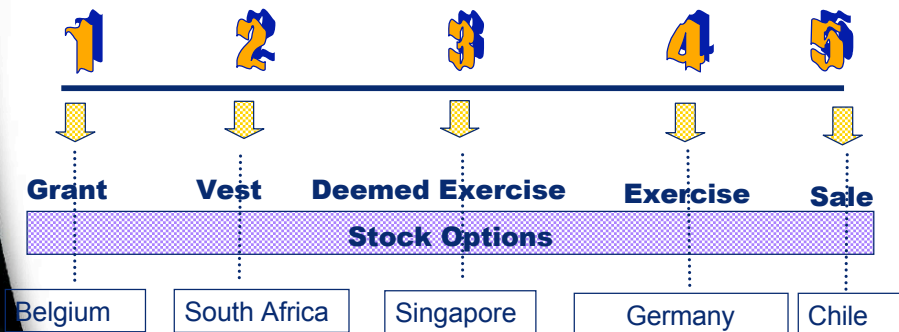 1 2 3 4 5
Grant Vest Deemed Exercise Exercise Sale
Stock Options
Belgium South Africa Singapore Germany Chile